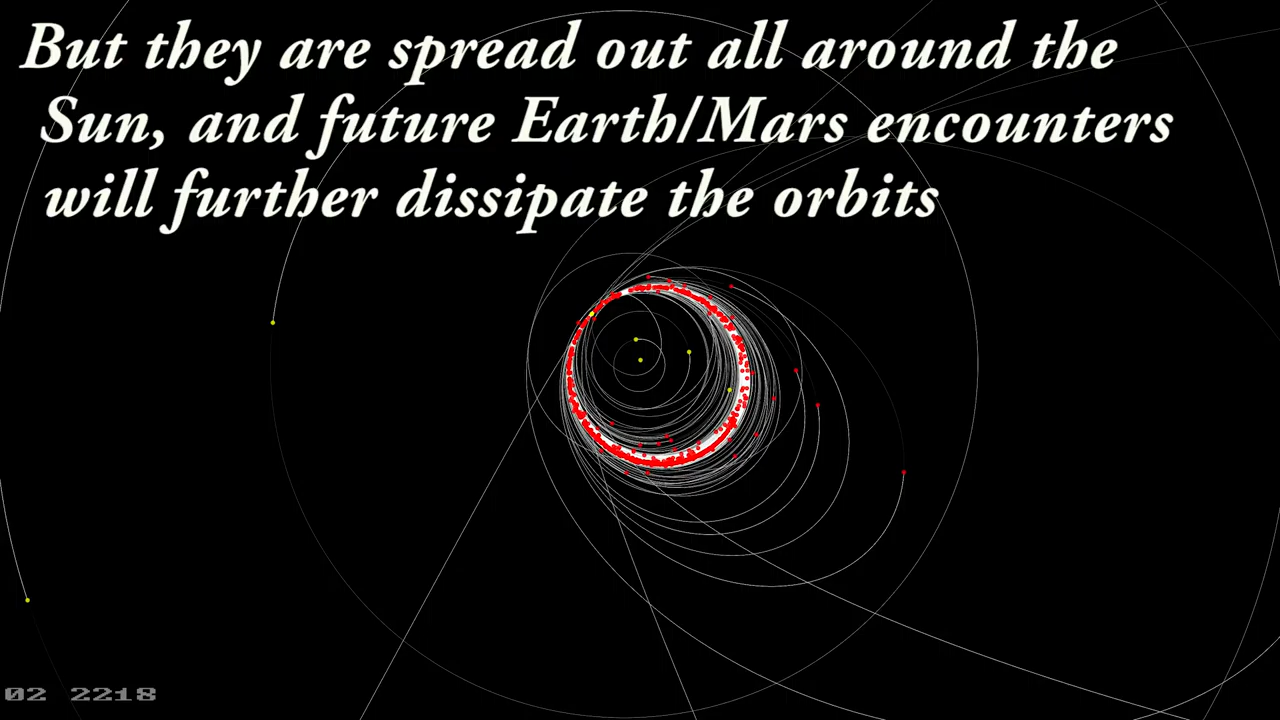 But they are spread out all around the
Sun, and future Earth/Mars encounters
will further dissipate the orbits
02 2218